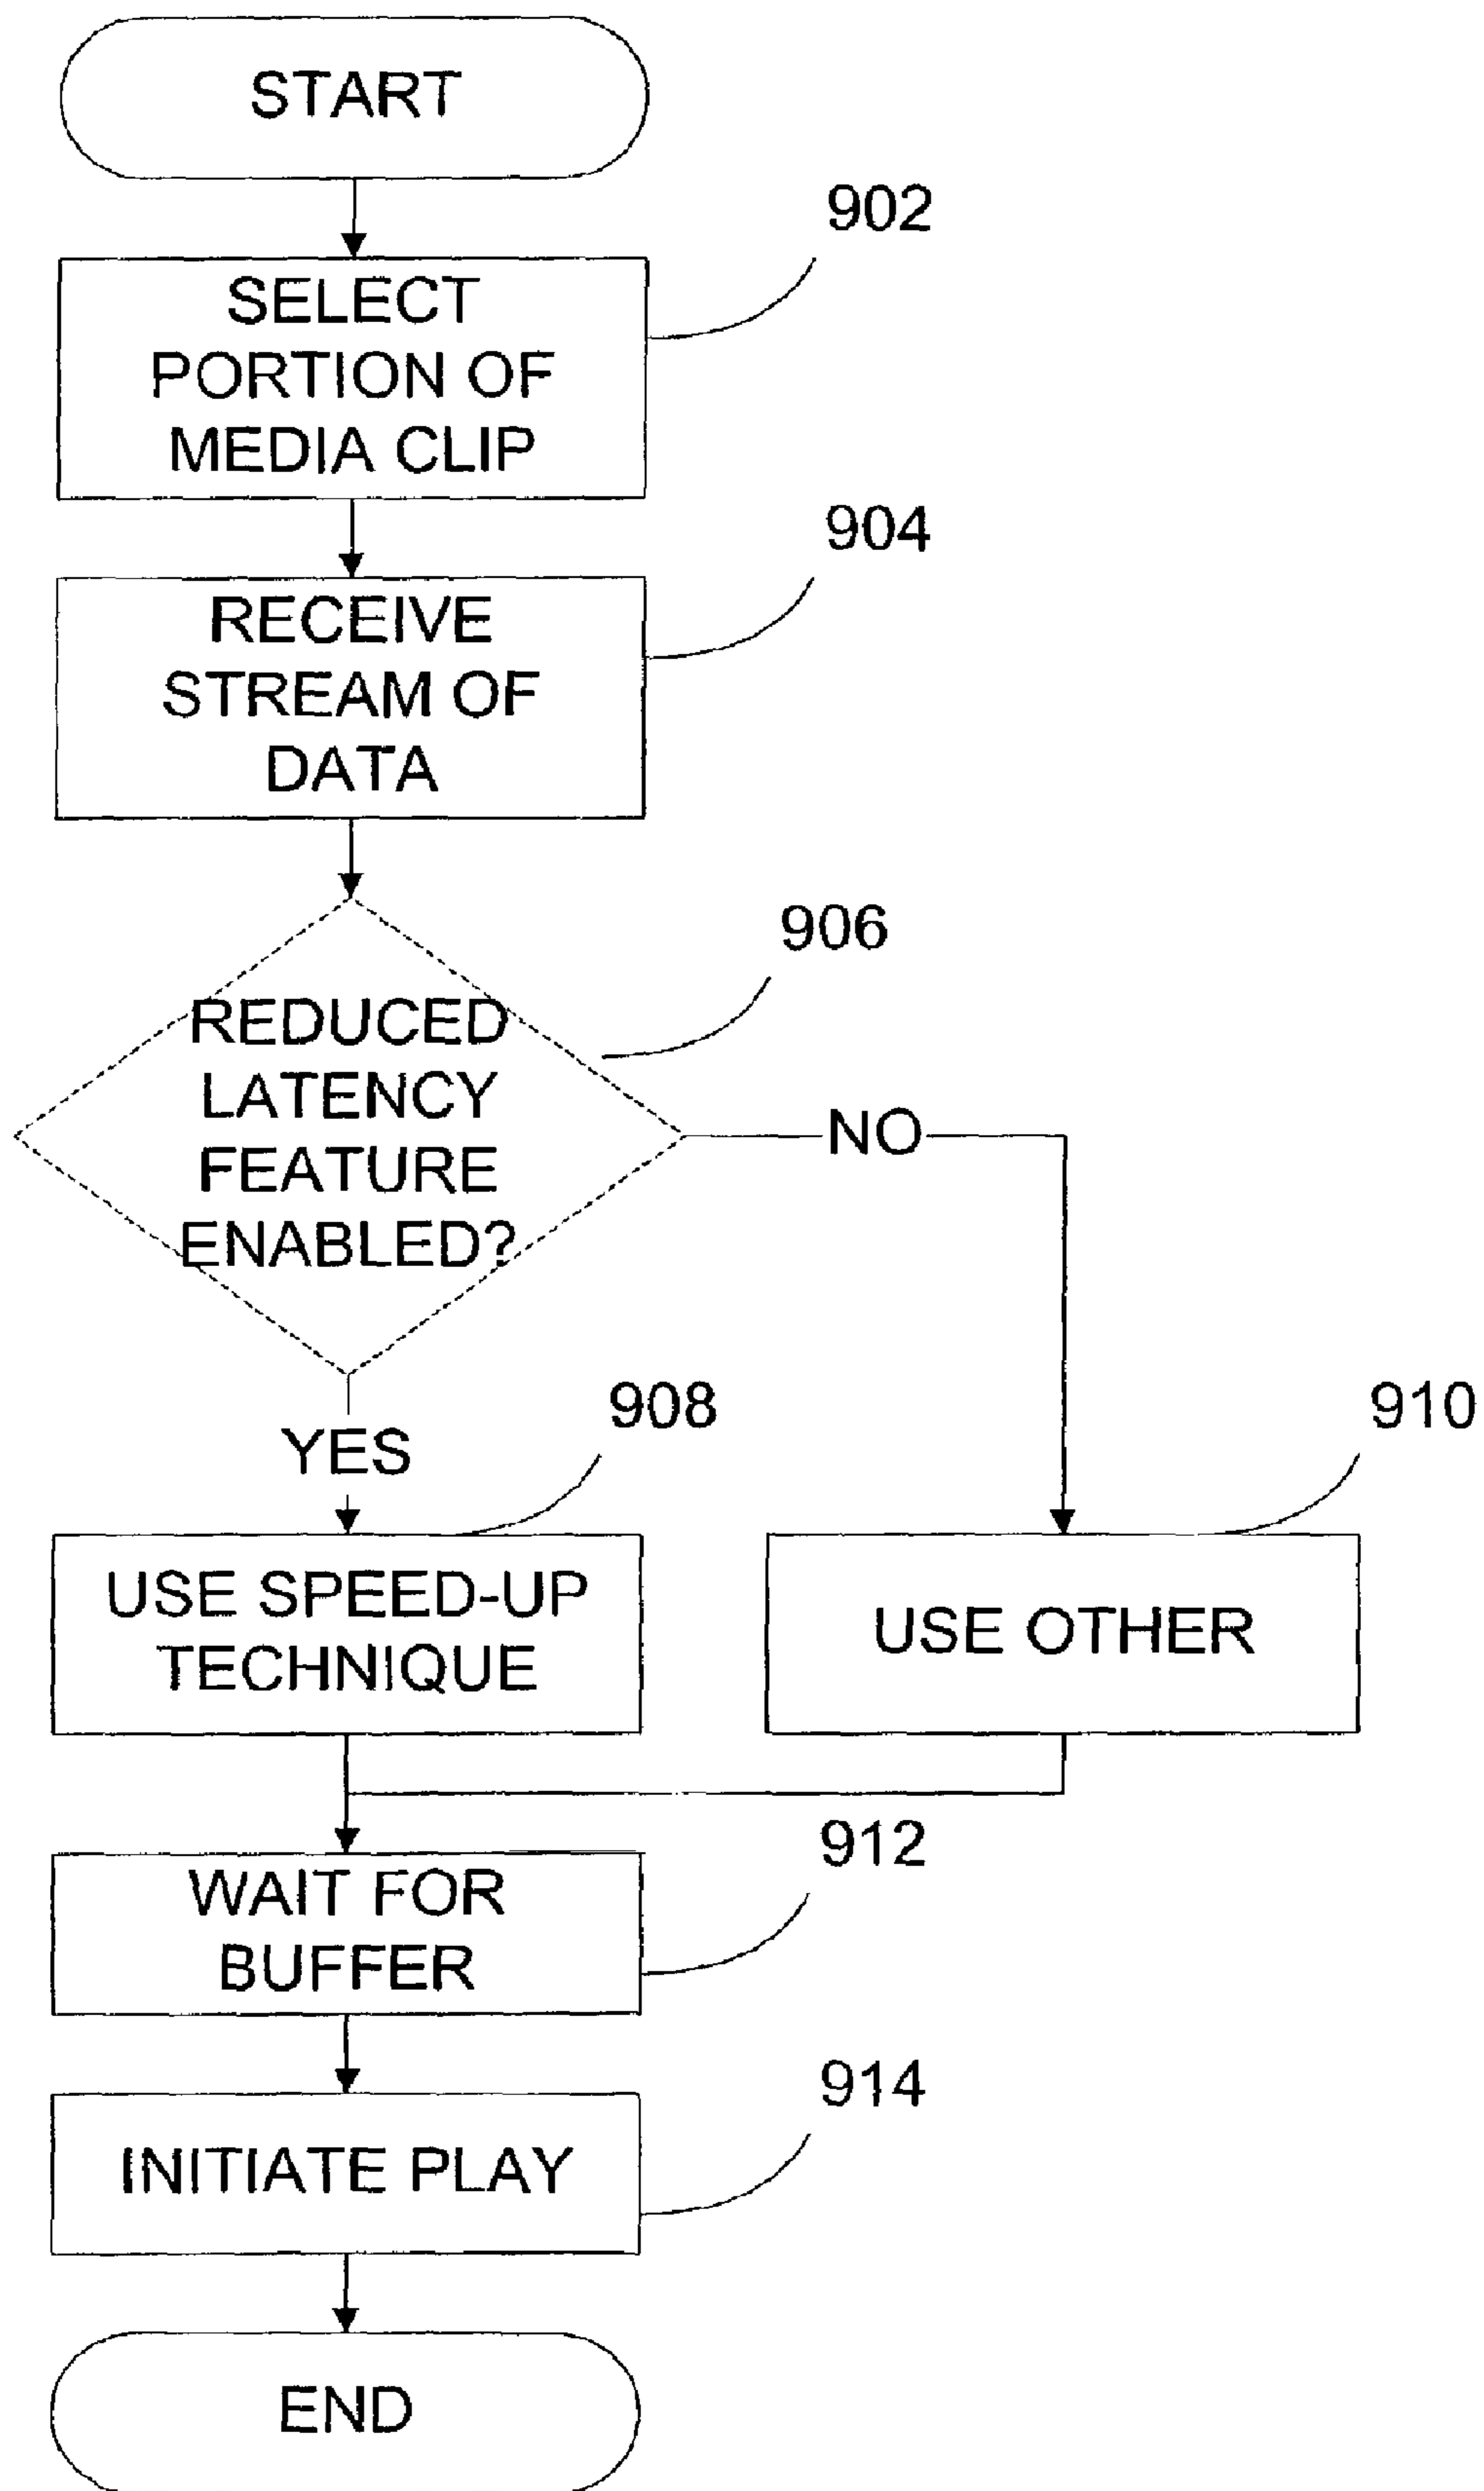 START
902
SELECT
PORTION OF
MEDIA CLIP
904
RECEIVE
STREAM OF
DATA
906
REDUCED
LATENCY
FEATURE
ENABLED?
NO
YES
908
910
USE SPEED-UP
TECHNIQUE
USE OTHER
912
WAIT FOR
BUFFER
914
INITIATE PLAY
END